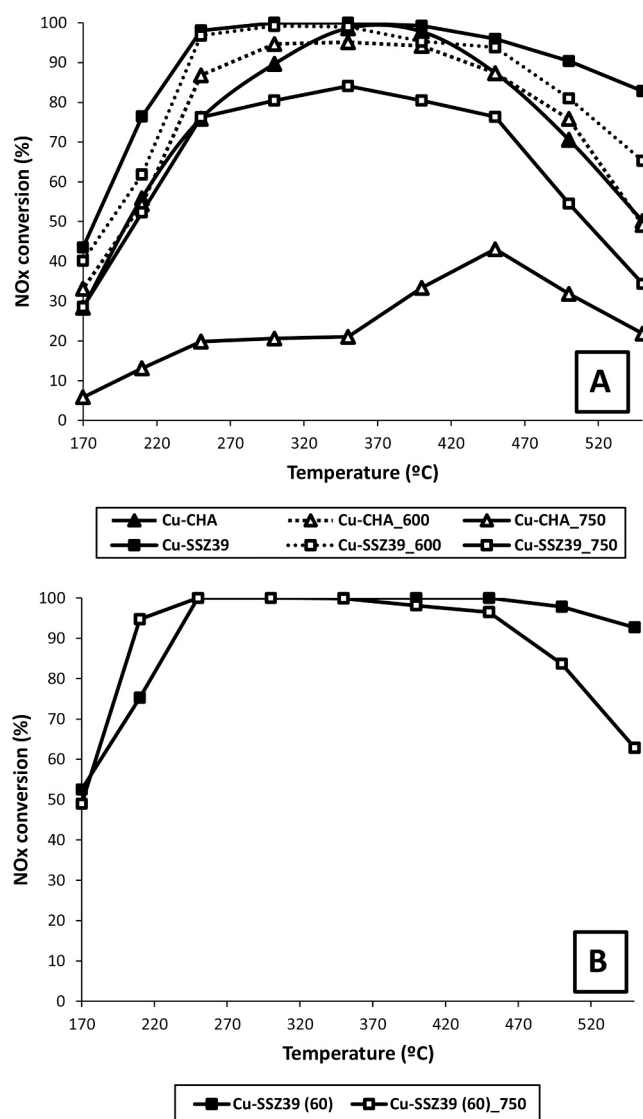 100
90
80
70
60
50
40
30
20
10
0
NOx conversion (%)
A
170 220 270 320 370 420 470 520
Temperature (ºC)
Cu-CHA Cu-CHA_600 Cu-CHA_750
Cu-SSZ39 Cu-SSZ39_600 Cu-SSZ39_750
100
90
80
70
60
50
40
30
20
10
0
NOx conversion (%)
B
170 220 270 320 370 420 470 520
Temperature (ºC)
Cu-SSZ39 (60) Cu-SSZ39 (60)_750